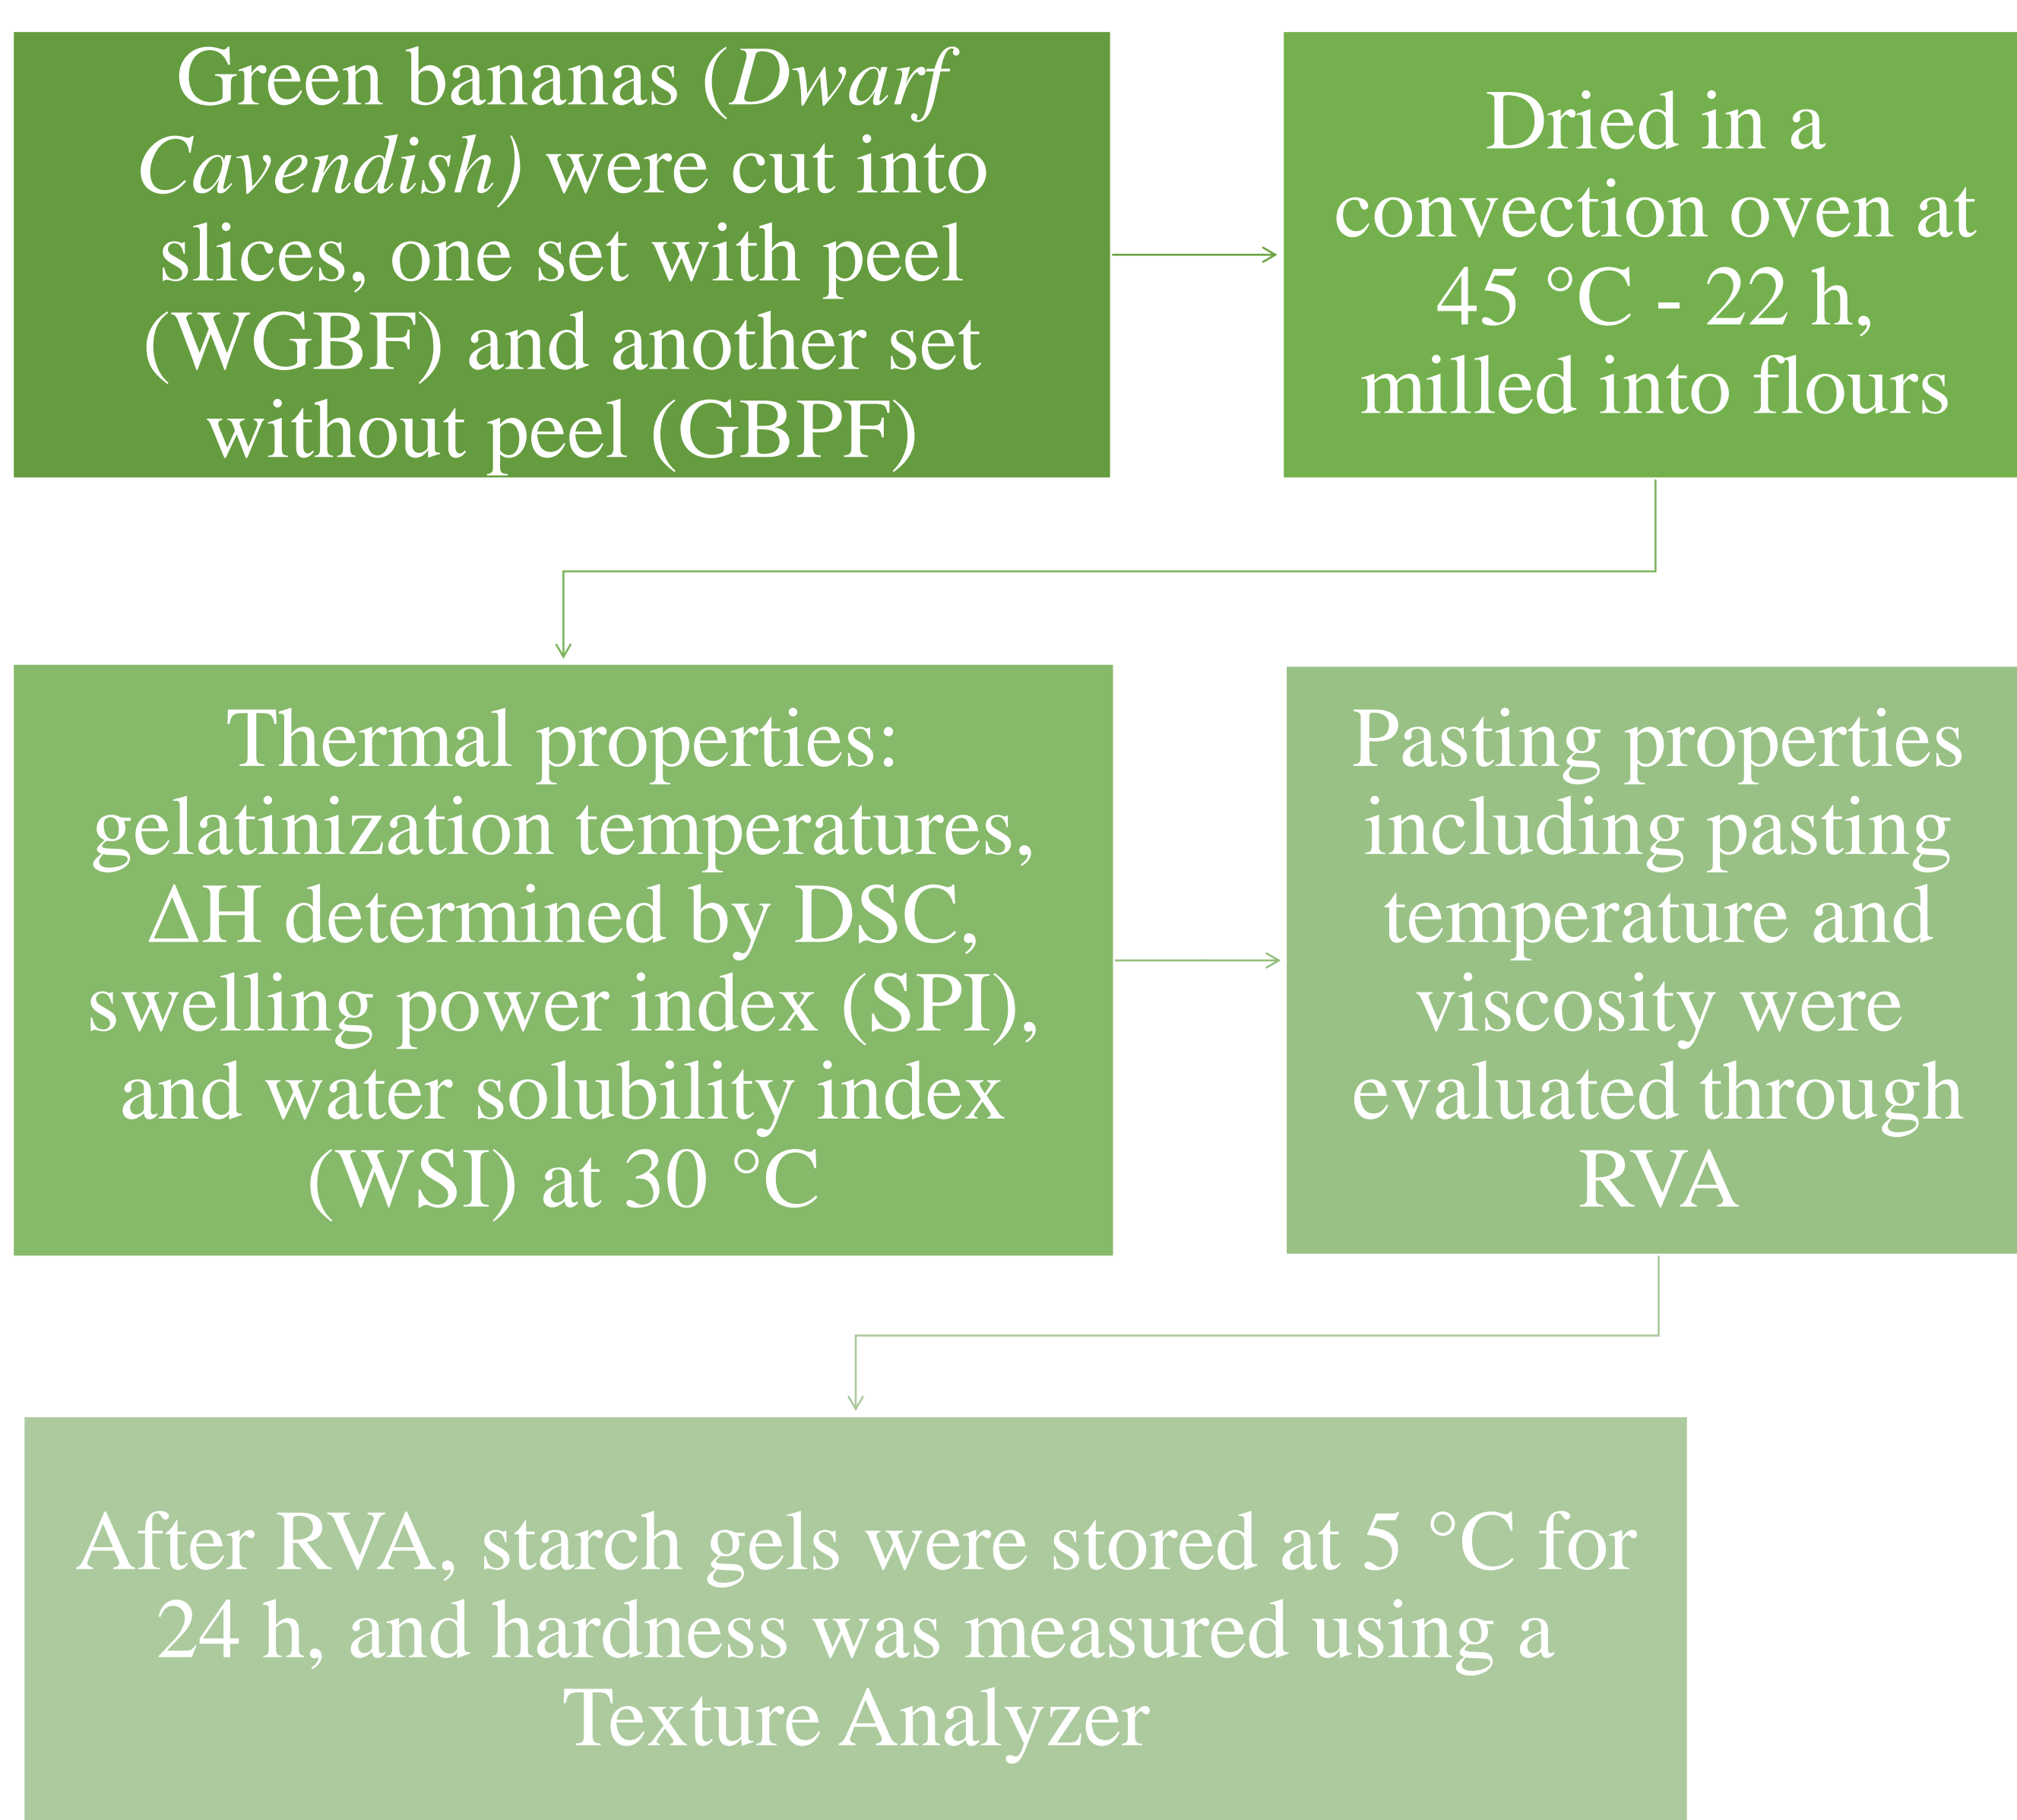 Green bananas (Dwarf
Cavendish) were cut into
slices, one set with peel
(WGBF) and another set
without peel (GBPF)
Dried in a
convection oven at
45 °C - 22 h,
milled into flours
Thermal properties:
gelatinization temperatures,
ΔH determined by DSC,
swelling power index (SPI),
and water solubility index
(WSI) at 30 °C
Pasting properties
including pasting
temperature and
viscosity were
evaluated through
RVA
After RVA, starch gels were stored at 5 °C for
24 h, and hardness was measured using a
Texture Analyzer